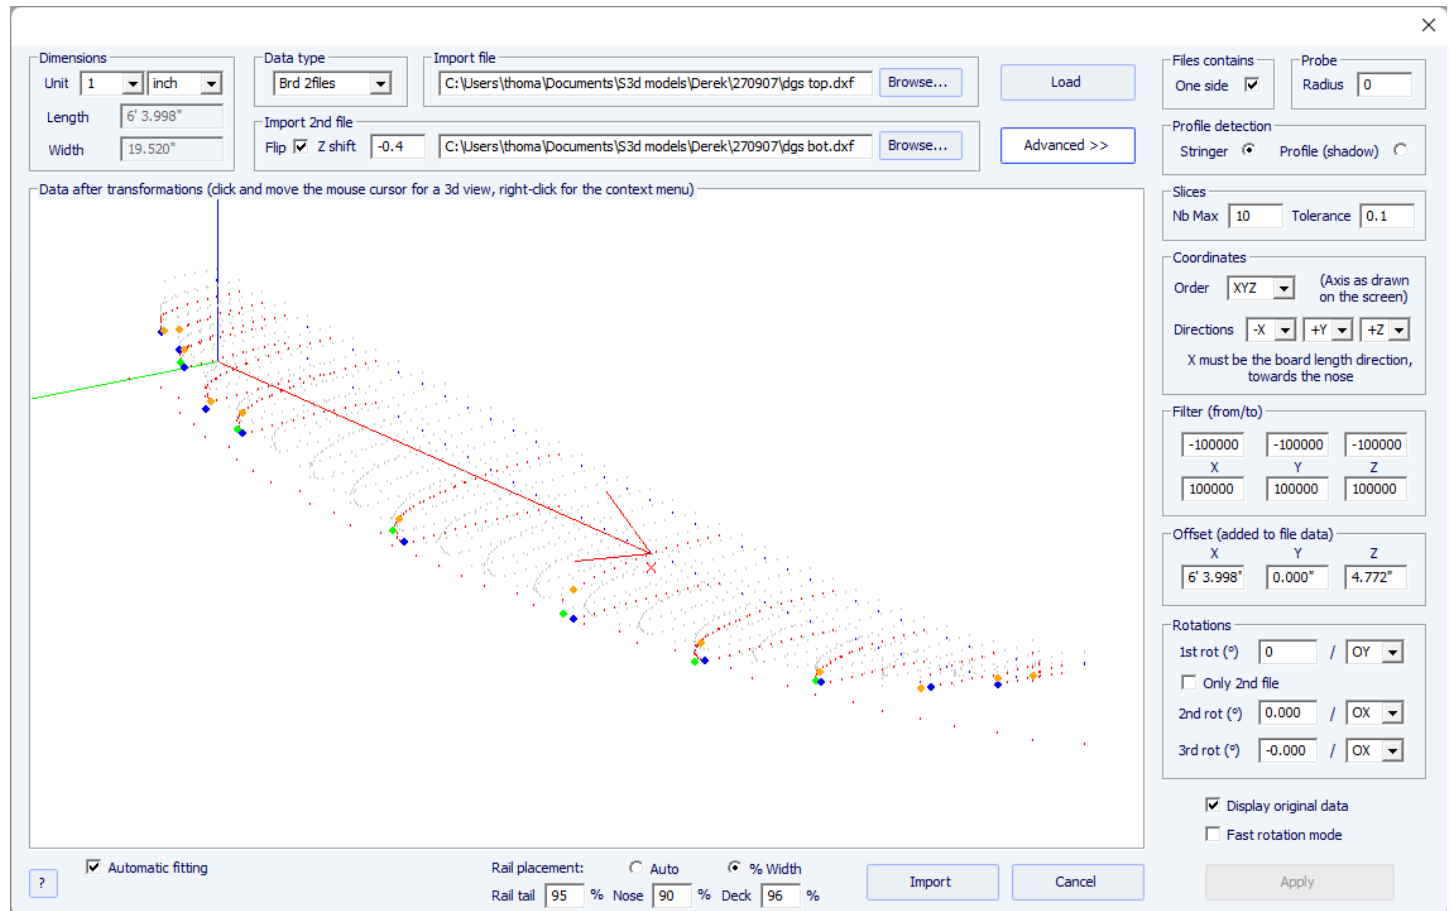 Dimensions
Unit 1 inch
Length 6' 3.998"
Width 19.520"
Data type
Brd 2files
Import file
C:\Users\thoma\Documents\S3d models\Derek\270907\dgs top.dxf Browse... Load
Import 2nd file
Flip Z shift -0.4 C:\Users\thoma\Documents\S3d models\Derek\270907\dgs bot.dxf Browse... Advanced >>
Data after transformations (click and move the mouse cursor for a 3d view, right-click for the context menu)
X
Files contains
One side
Probe
Radius 0
Profile detection
Stringer Profile (shadow)
Slices
Nb Max 10 Tolerance 0.1
Coordinates
Order XYZ (Axis as drawn
on the screen)
Directions -X +Y +Z
X must be the board length direction,
towards the nose
Filter (from/to)
-100000 -100000 -100000
X Y Z
100000 100000 100000
Offset (added to file data)
X Y Z
6' 3.998" 0.000" 4.772"
Rotations
1st rot (º) 0 / OY
Only 2nd file
2nd rot (º) 0.000 / OX
3rd rot (º) -0.000 / OX
Display original data
Fast rotation mode
? Automatic fitting
Rail placement: Auto % Width
Rail tail 95 % Nose 90 % Deck 96 %
Import Cancel Apply